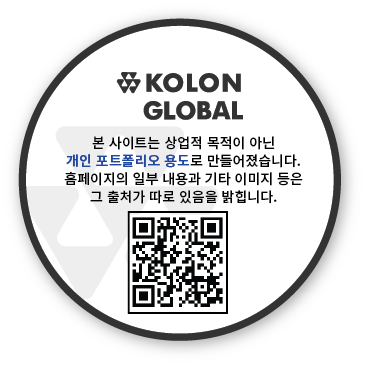 KOLON
GLOBAL
본 사이트는 상업적 목적이 아닌
개인 포트폴리오 용도로 만들어졌습니다.
홈페이지의 일부 내용과 기타 이미지 등은
그 출처가 따로 있음을 밝힙니다.